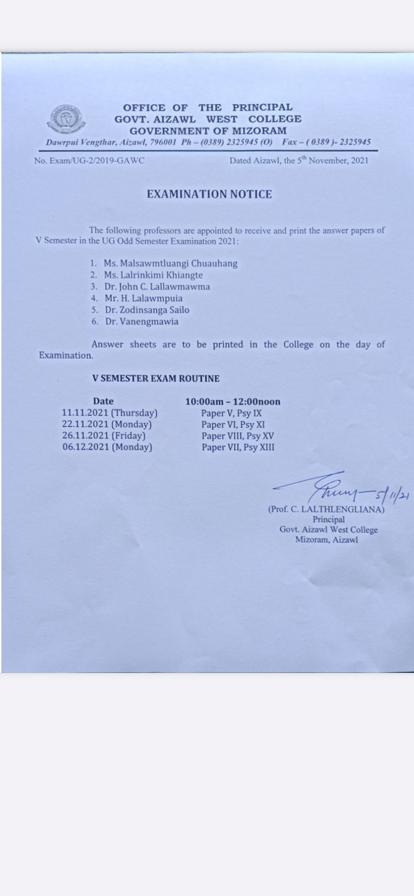 OFFICE OF THE PRINCIPAL
GOVT. AIZAWL WEST COLLEGE
GOVERNMENT OF MIZORAM
Dawrpui Vengthar, Aizawl, 796001 Ph – (0389) 2325945 (O) Fax – ( 0389 )- 2325945
No. Exam/UG-2/2019-GAWC Dated Aizawl, the 5th November, 2021
EXAMINATION NOTICE
The following professors are appointed to receive and print the answer papers of
V Semester in the UG Odd Semester Examination 2021:
1. Ms. Malsawmtluangi Chuauhang
2. Ms. Lalrinkimi Khiangte
3. Dr. John C. Lallawmawma
4. Mr. H. Lalawmpuia
5. Dr. Zodinsanga Sailo
6. Dr. Vanengmawia
Answer sheets are to be printed in the College on the day of
Examination.
V SEMESTER EXAM ROUTINE
Date 10:00am – 12:00noon
11.11.2021 (Thursday) Paper V, Psy IX
22.11.2021 (Monday) Paper VI, Psy XI
26.11.2021 (Friday) Paper VIII, Psy XV
06.12.2021 (Monday) Paper VII, Psy XIII
5/11/21
(Prof. C. LALTHLENGLIANA)
Principal
Govt. Aizawl West College
Mizoram, Aizawl